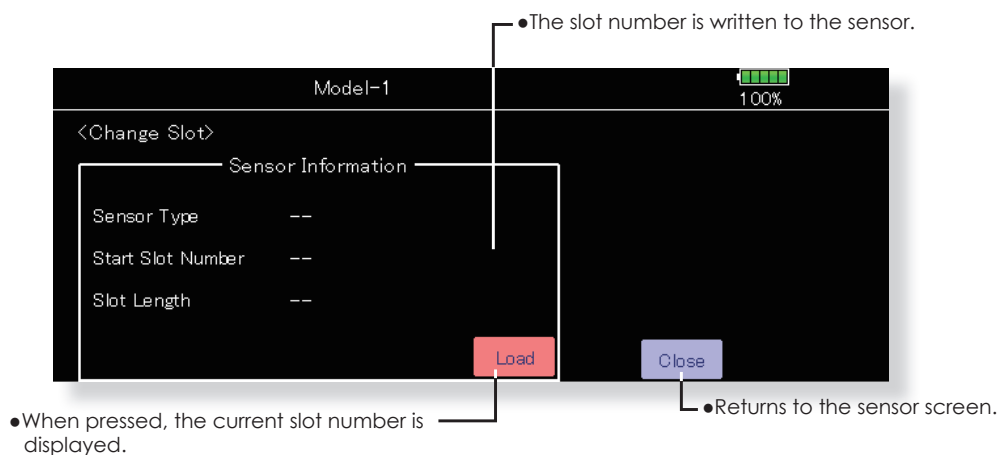 ●The slot number is written to the sensor.
Model-1
100%
<Change Slot>
Sensor Information
Sensor Type --
Start Slot Number --
Slot Length --
Load
Close
●When pressed, the current slot number is
displayed.
●Returns to the sensor screen.